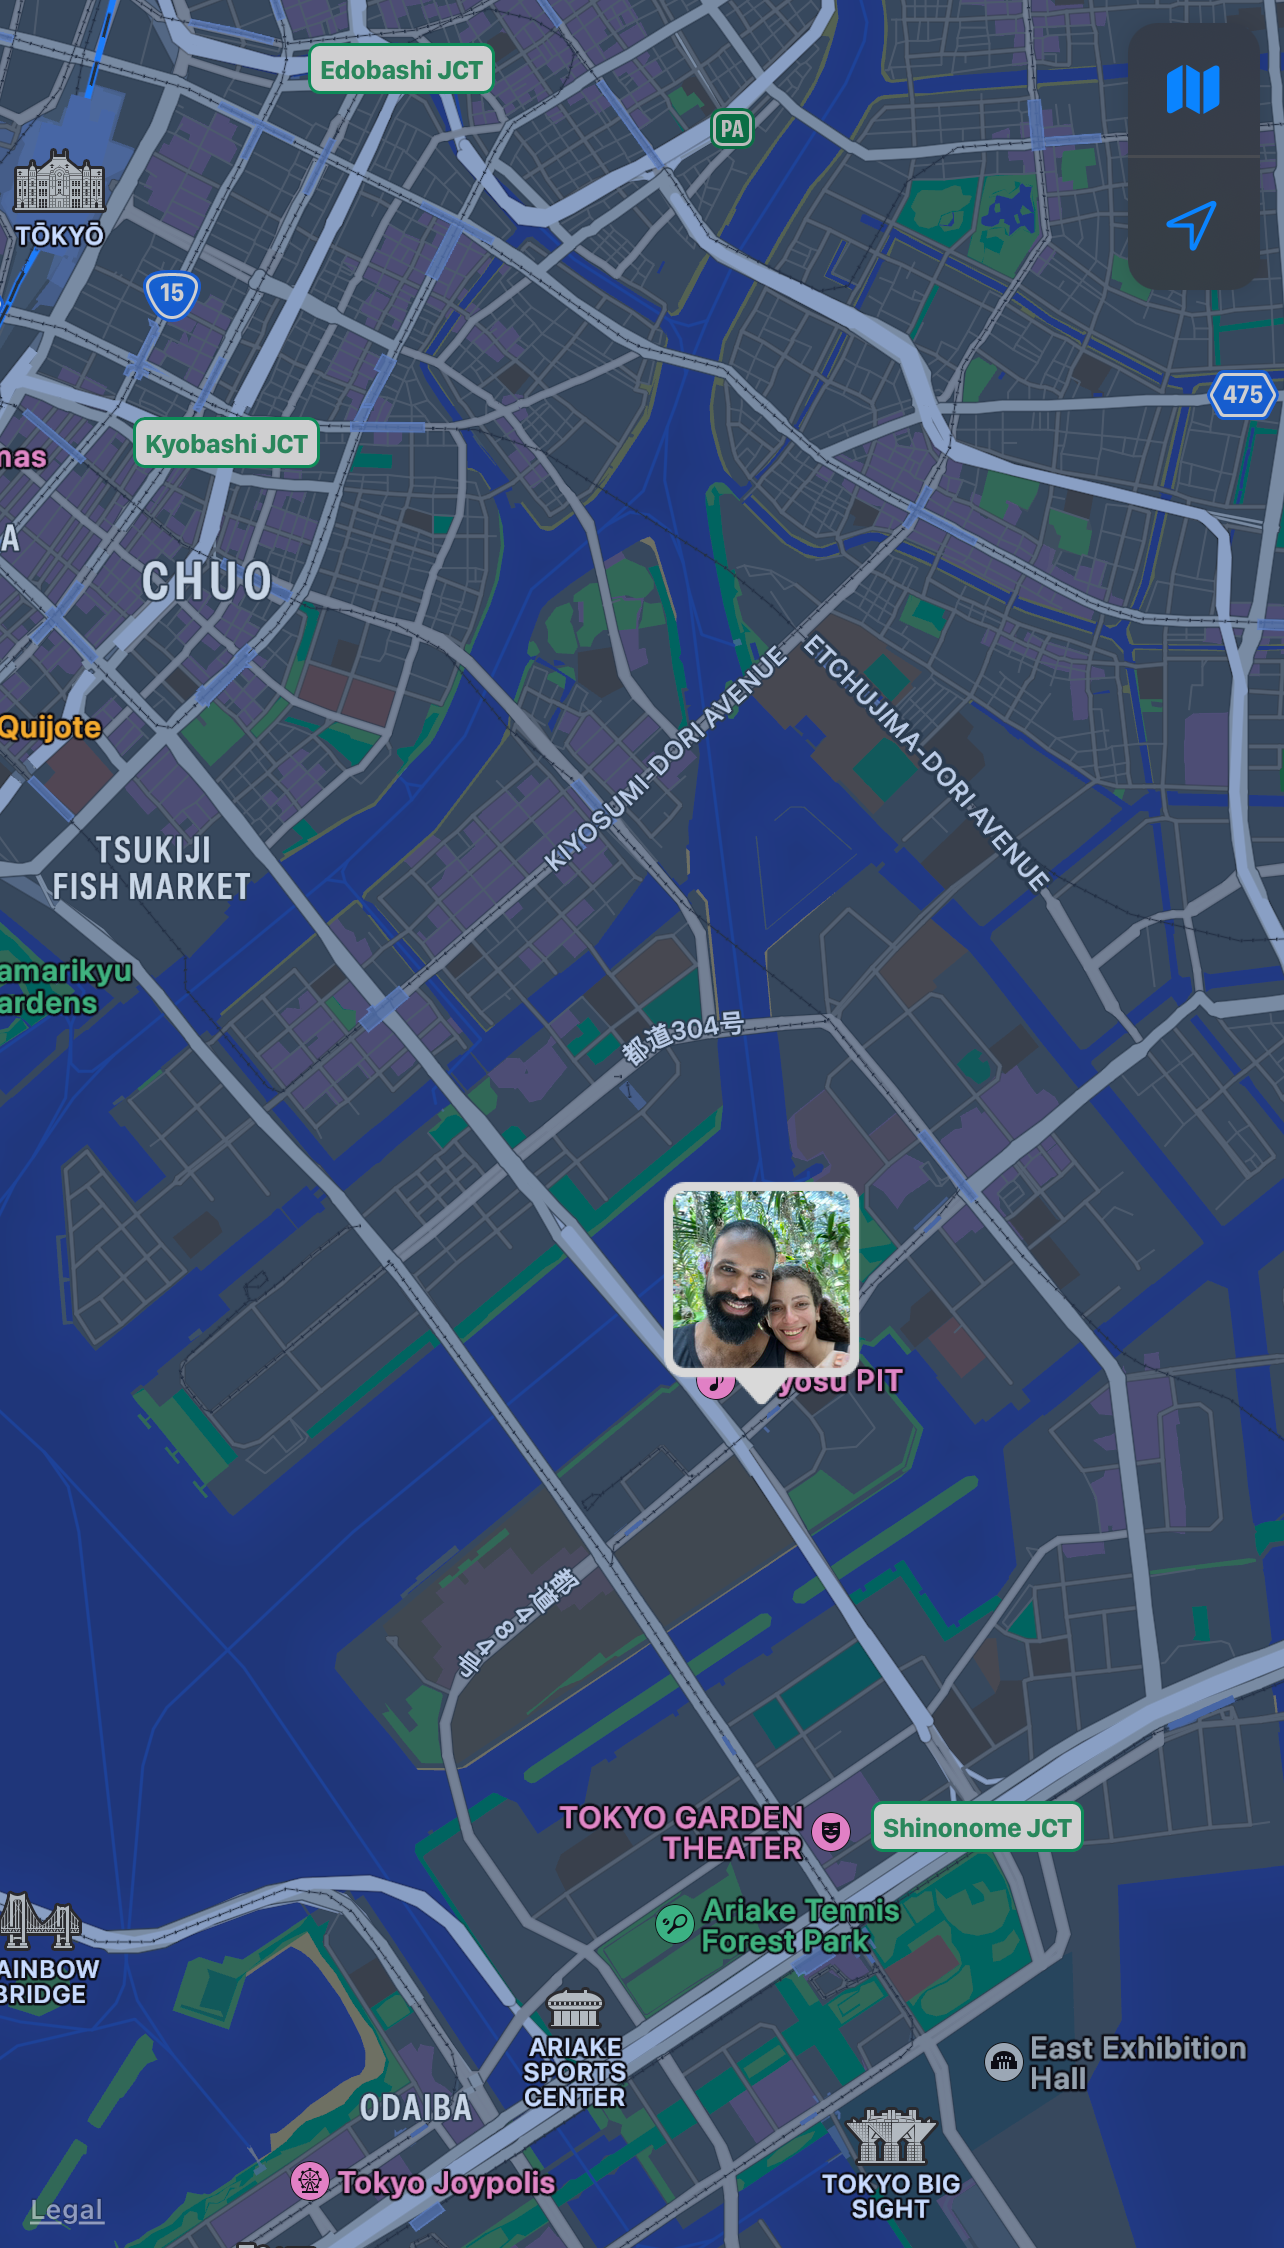 Edobashi JCT
PA
TŌKYŌ
15
475
Kyobashi JCT
mas
A
CHUO
KIYOSUMI-DORI AVENUE
ETCHUJIMA-DORI AVENUE
Quijote
TSUKIJI
FISH MARKET
amarikyu
ardens
都道304号
yosu PIT
都道484号
TOKYO GARDEN
THEATER
Shinonome JCT
Ariake Tennis
Forest Park
AINBOW
BRIDGE
ARIAKE
SPORTS
CENTER
East Exhibition
Hall
ODAIBA
Tokyo Joypolis
TOKYO BIG
SIGHT
Legal